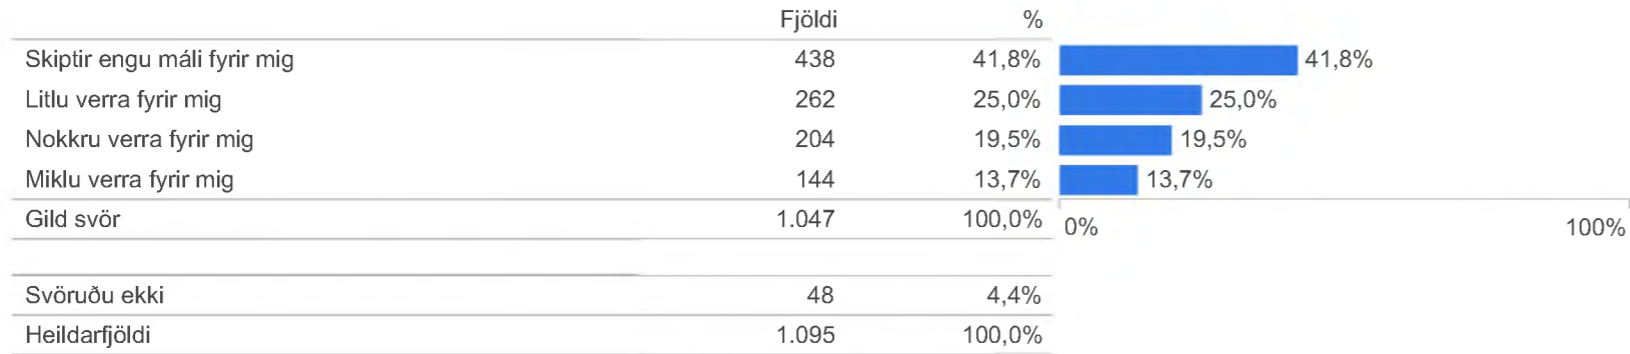 Fjöldi %
Skiptir engu máli fyrir mig 438 41,8% 41,8%
Litlu verra fyrir mig 262 25,0% 25,0%
Nokkru verra fyrir mig 204 19,5% 19,5%
Miklu verra fyrir mig 144 13,7% 13,7%
Gild svör 1.047 100,0% 0% 100%
Svöruðu ekki 48 4,4%
Heildarfjöldi 1.095 100,0%